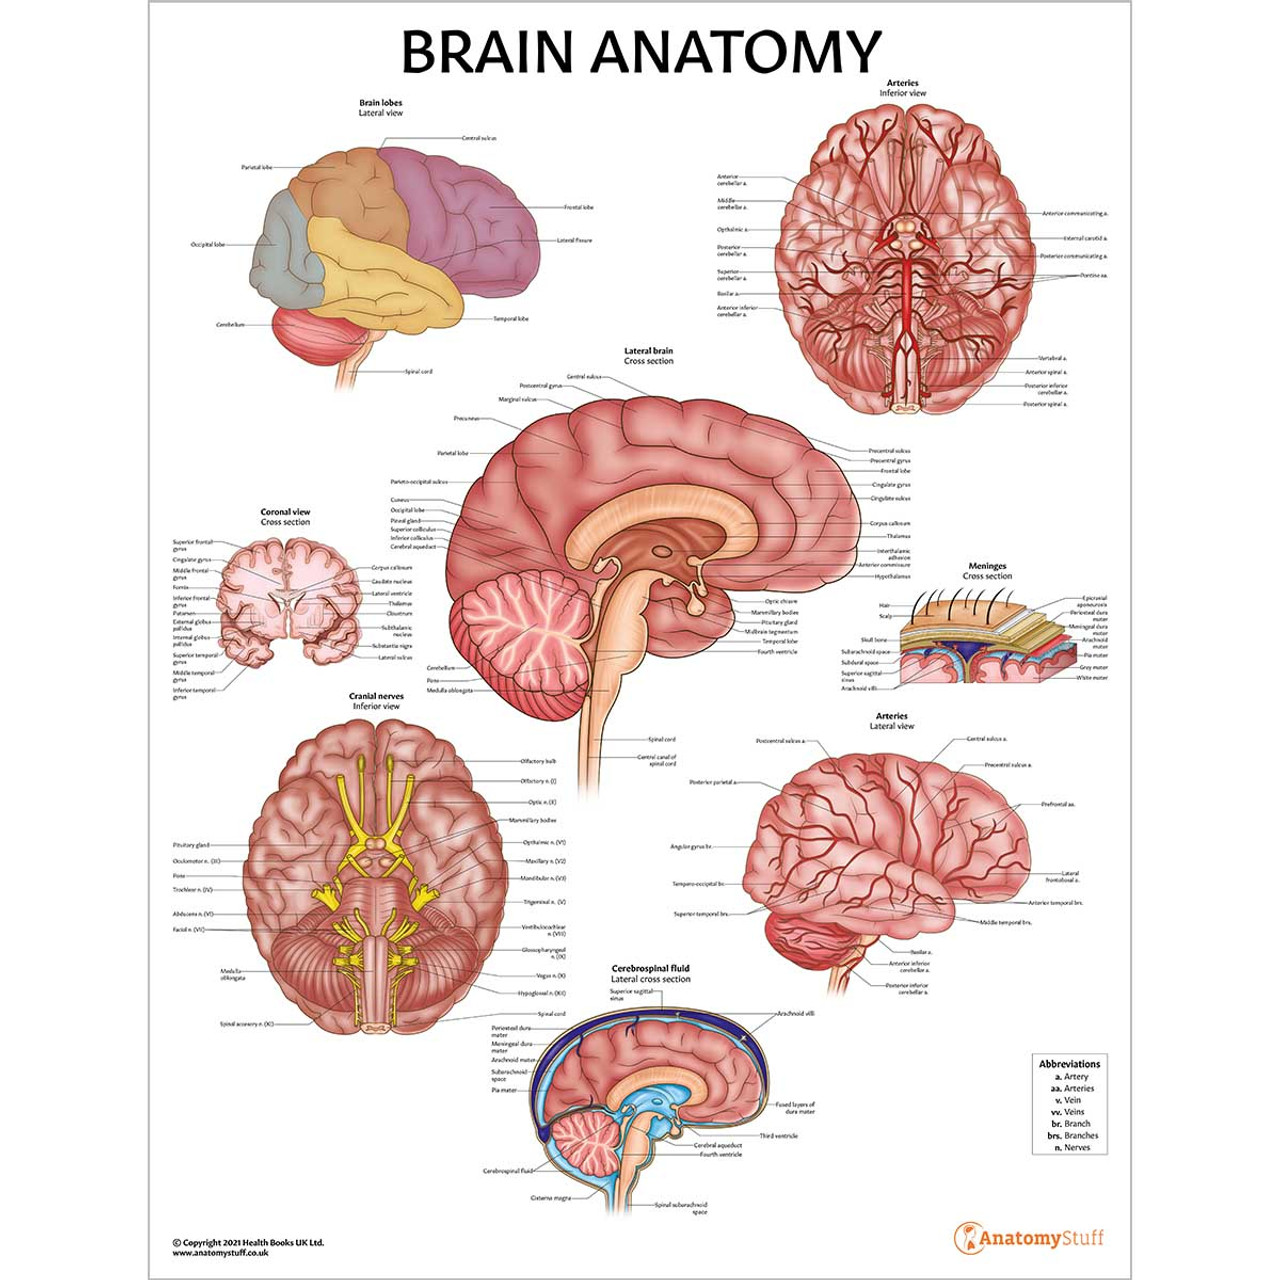 BRAIN ANATOMY
Brain lobes
Lateral view
Central sulcus
Parietal lobe
Frontal lobe
Lateral fissure
Occipital lobe
Temporal lobe
Cerebellum
Spinal cord
Arteries
Inferior view
Anterior
cerebellar a.
Middle
cerebellar a.
Opthalmic a.
Posterior
cerebellar a.
Superior
cerebellar a.
Basilar a.
Anterior inferior
cerebellar a.
Anterior communicating a.
External carotid a.
Posterior communicating a.
Pontine aa.
Vertebral a.
Anterior spinal a.
Posterior inferior
cerebellar a.
Posterior spinal a.
Lateral brain
Cross section
Central sulcus
Postcentral gyrus
Marginal sulcus
Precuneus
Parietal lobe
Parieto-occipital sulcus
Cuneus
Occipital lobe
Pineal gland
Superior colliculus
Inferior colliculus
Cerebral aqueduct
Cerebellum
Pons
Medulla oblongata
Precentral sulcus
Precentral gyrus
Frontal lobe
Cingulate gyrus
Cingulate sulcus
Corpus callosum
Thalamus
Interthalamic
adhesion
Anterior commissure
Hypothalamus
Optic chiasm
Mammillary bodies
Pituitary gland
Midbrain tegmentum
Temporal lobe
Fourth ventricle
Spinal cord
Central canal of
spinal cord
Coronal view
Cross section
Superior frontal
gyrus
Cingulate gyrus
Middle frontal
gyrus
Fornix
Inferior frontal
gyrus
Putamen
External globus
pallidus
Internal globus
pallidus
Superior temporal
gyrus
Middle temporal
gyrus
Inferior temporal
gyrus
Corpus callosum
Caudate nucleus
Lateral ventricle
Thalamus
Claustrum
Subthalamic
nucleus
Substantia nigra
Lateral sulcus
Meninges
Cross section
Hair
Scalp
Skull bone
Subarachnoid space
Subdural space
Superior sagittal
sinus
Arachnoid villi
Epicranial
aponeurosis
Periosteal dura
mater
Meningeal dura
mater
Arachnoid
mater
Pia mater
Grey mater
White mater
Cranial nerves
Inferior view
Pituitary gland
Oculomotor n. (III)
Pons
Trochlear n. (IV)
Abducens n. (VI)
Facial n. (VII)
Medulla
oblongata
Spinal accesory n. (XI)
Olfactory bulb
Olfactory n. (I)
Optic n. (II)
Mammillary bodies
Opthalmic n. (V1)
Maxillary n. (V2)
Mandibular n. (V3)
Trigeminal n. (V)
Vestibulocochlear
n. (VIII)
Glossopharyngeal
n. (IX)
Vagus n. (X)
Hypoglossal n. (XII)
Spinal cord
Arteries
Lateral view
Postcentral sulcus a.
Central sulcus a.
Precentral sulcus a.
Posterior parietal a.
Prefrontal aa.
Angular gyrus br.
Temporo-occipital br.
Superior temporal brs.
Lateral
frontobasal a.
Anterior temporal brs.
Middle temporal brs.
Basilar a.
Anterior inferior
cerebellar a.
Posterior inferior
cerebellar a.
Cerebrospinal fluid
Lateral cross section
Superior sagittal
sinus
Arachnoid villi
Periosteal dura
mater
Meningeal dura
mater
Arachnoid mater
Subarachnoid
space
Pia mater
Fused layers of
dura mater
Third ventricle
Cerebral aqueduct
Fourth ventricle
Cerebrospinal fluid
Cisterna magna
Spinal subarachnoid
space
Abbreviations
a. Artery
aa. Arteries
v. Vein
vv. Veins
br. Branch
brs. Branches
n. Nerves
© Copyright 2021 Health Books UK Ltd.
www.anatomystuff.co.uk
AnatomyStuff